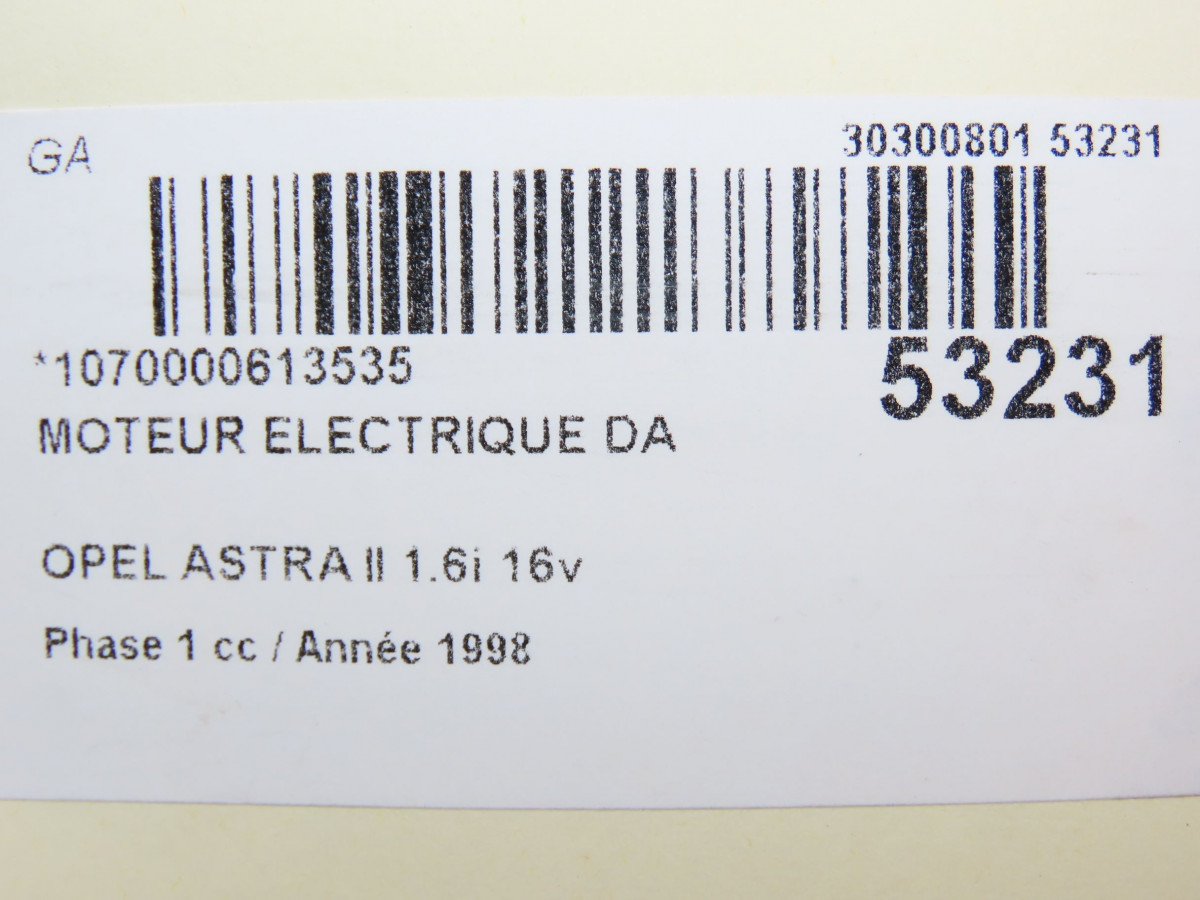 GA
30300801 53231
*1070000613535
53231
MOTEUR ELECTRIQUE DA
OPEL ASTRA II 1.6i 16v
Phase 1 cc / Année 1998